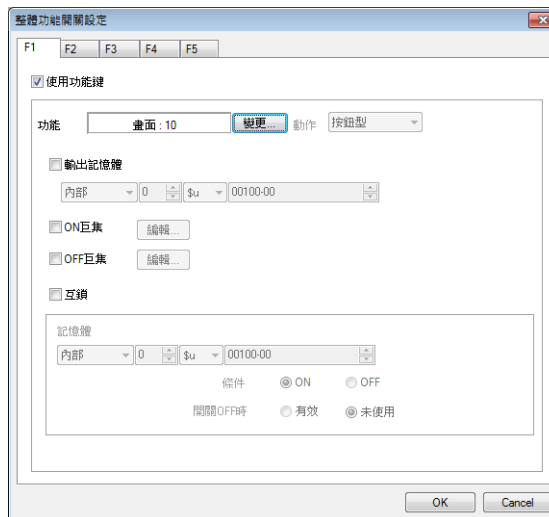 整體功能開關設定
F1 F2 F3 F4 F5
使用功能鍵
功能 畫面 : 10 變更... 動作 按鈕型
輸出記憶體
內部 0 $u 00100-00
ON巨集 編輯...
OFF巨集 編輯...
互鎖
記憶體
內部 0 $u 00100-00
條件 ON OFF
開關OFF時 有效 未使用
OK Cancel